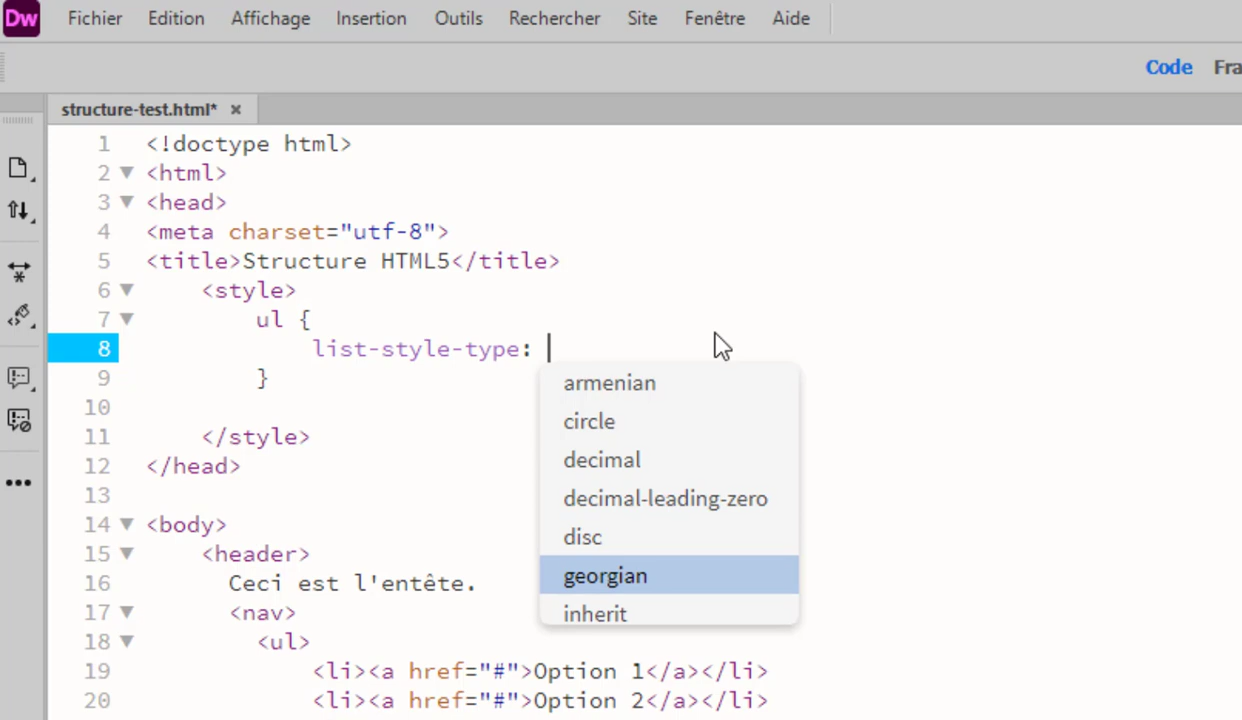 Dw Fichier Edition Affichage Insertion Outils Rechercher Site Fenêtre Aide
Code Fra
structure-test.html* ×
1 <!doctype html>
2 <html>
3 <head>
4 <meta charset="utf-8">
5 <title>Structure HTML5</title>
6 <style>
7 ul {
8 list-style-type:
armenian
9 }
circle
10
11 </style>
decimal
12 </head>
decimal-leading-zero
13
14 <body>
disc
15 <header>
georgian
16 Ceci est l'entête.
17 <nav>
inherit
18 <ul>
19 <li><a href="#">Option 1</a></li>
20 <li><a href="#">Option 2</a></li>